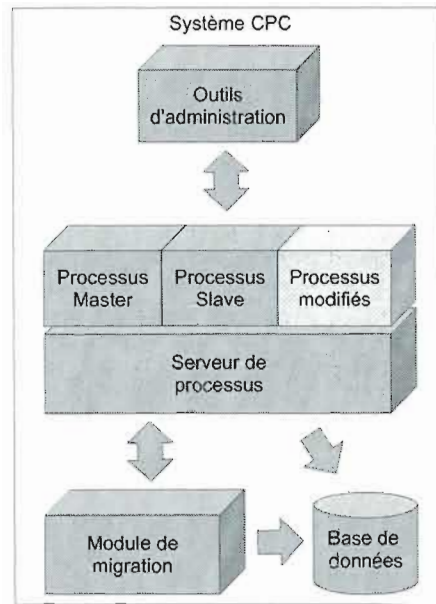 Système CPC
Outils
d'administration
Processus
Master
Processus
Slave
Processus
modifiés
Serveur de
processus
Module de
migration
Base de
données